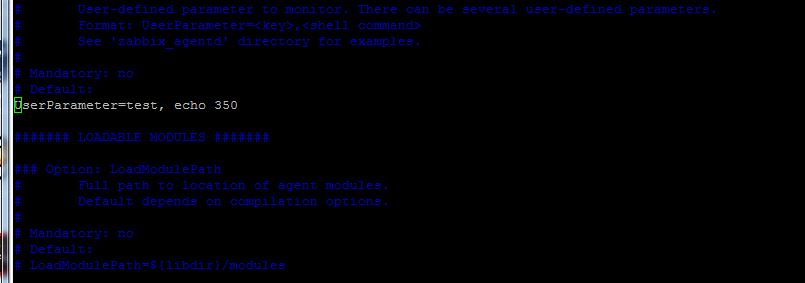 #       User-defined parameter to monitor. There can be several user-defined parameters.
#       Format: UserParameter=<key>,<shell command>
#       See 'zabbix_agentd' directory for examples.
#
# Mandatory: no
# Default:
UserParameter=test, echo 350
####### LOADABLE MODULES #######
### Option: LoadModulePath
#       Full path to location of agent modules.
#       Default depends on compilation options.
#
# Mandatory: no
# Default:
# LoadModulePath=${libdir}/modules